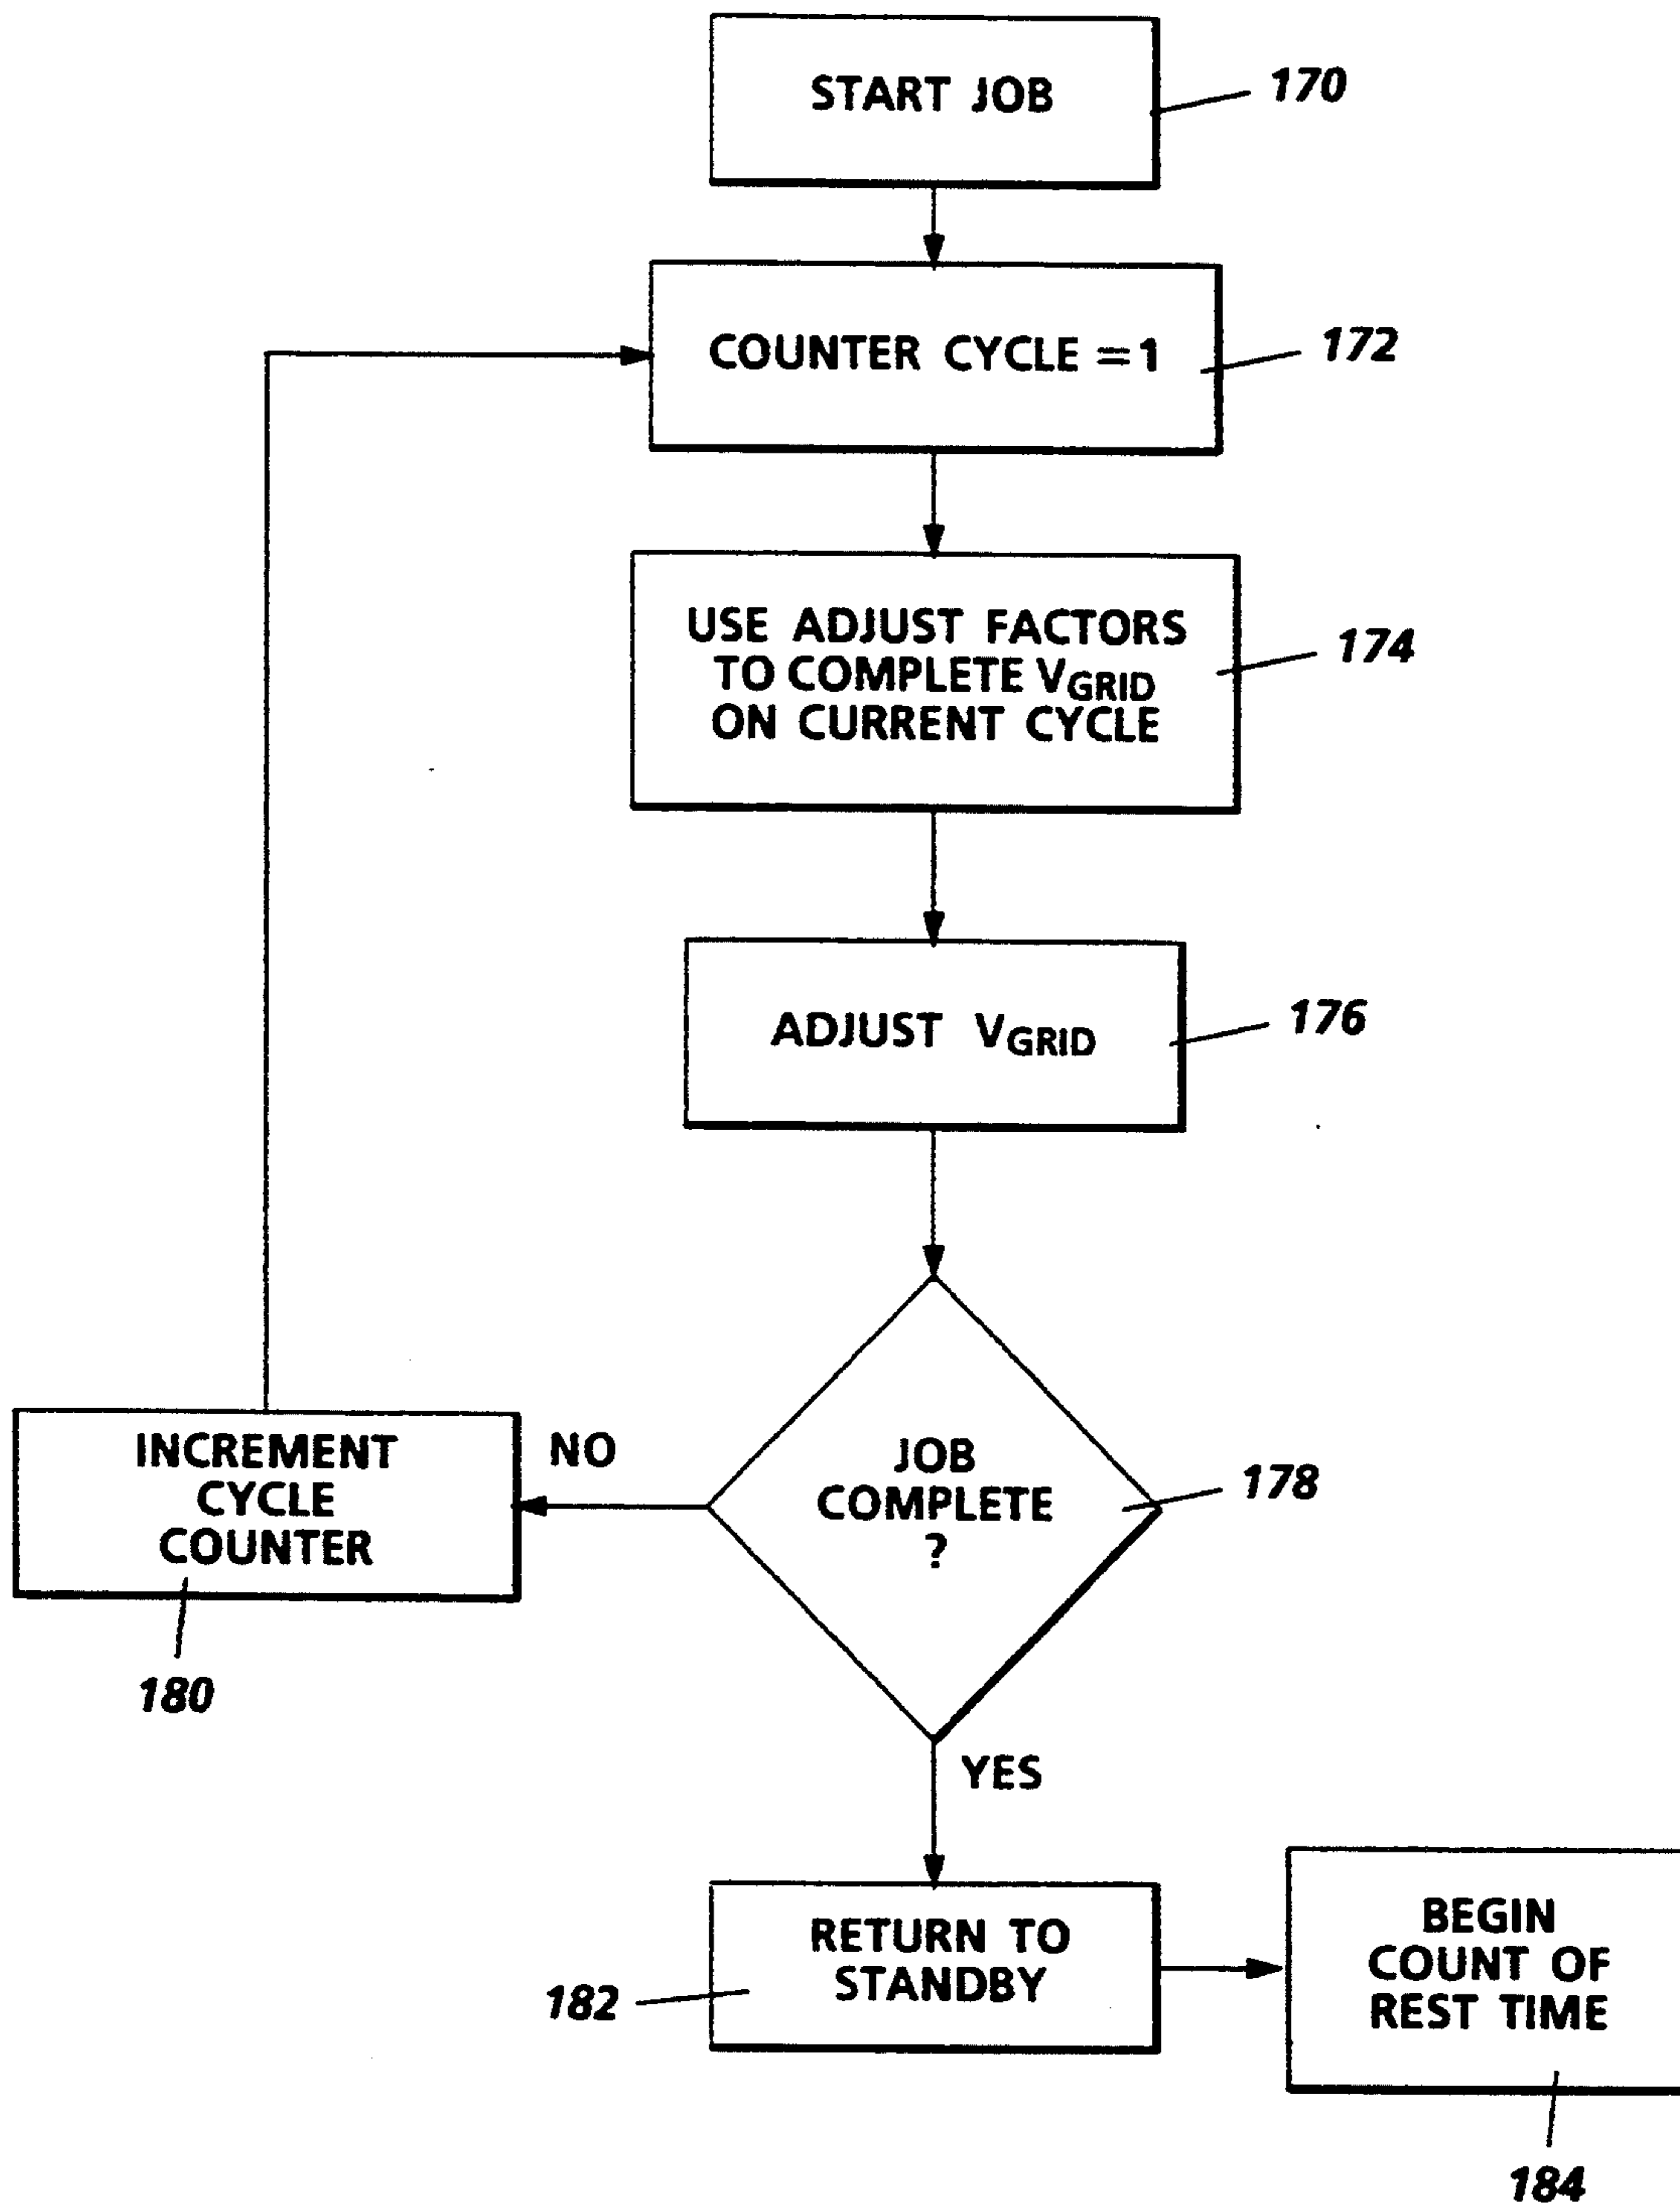 START JOB
170
COUNTER CYCLE = 1
172
USE ADJUST FACTORS
TO COMPLETE VGRID
ON CURRENT CYCLE
174
ADJUST VGRID
176
JOB
COMPLETE
?
178
NO
INCREMENT
CYCLE
COUNTER
180
YES
RETURN TO
STANDBY
182
BEGIN
COUNT OF
REST TIME
184